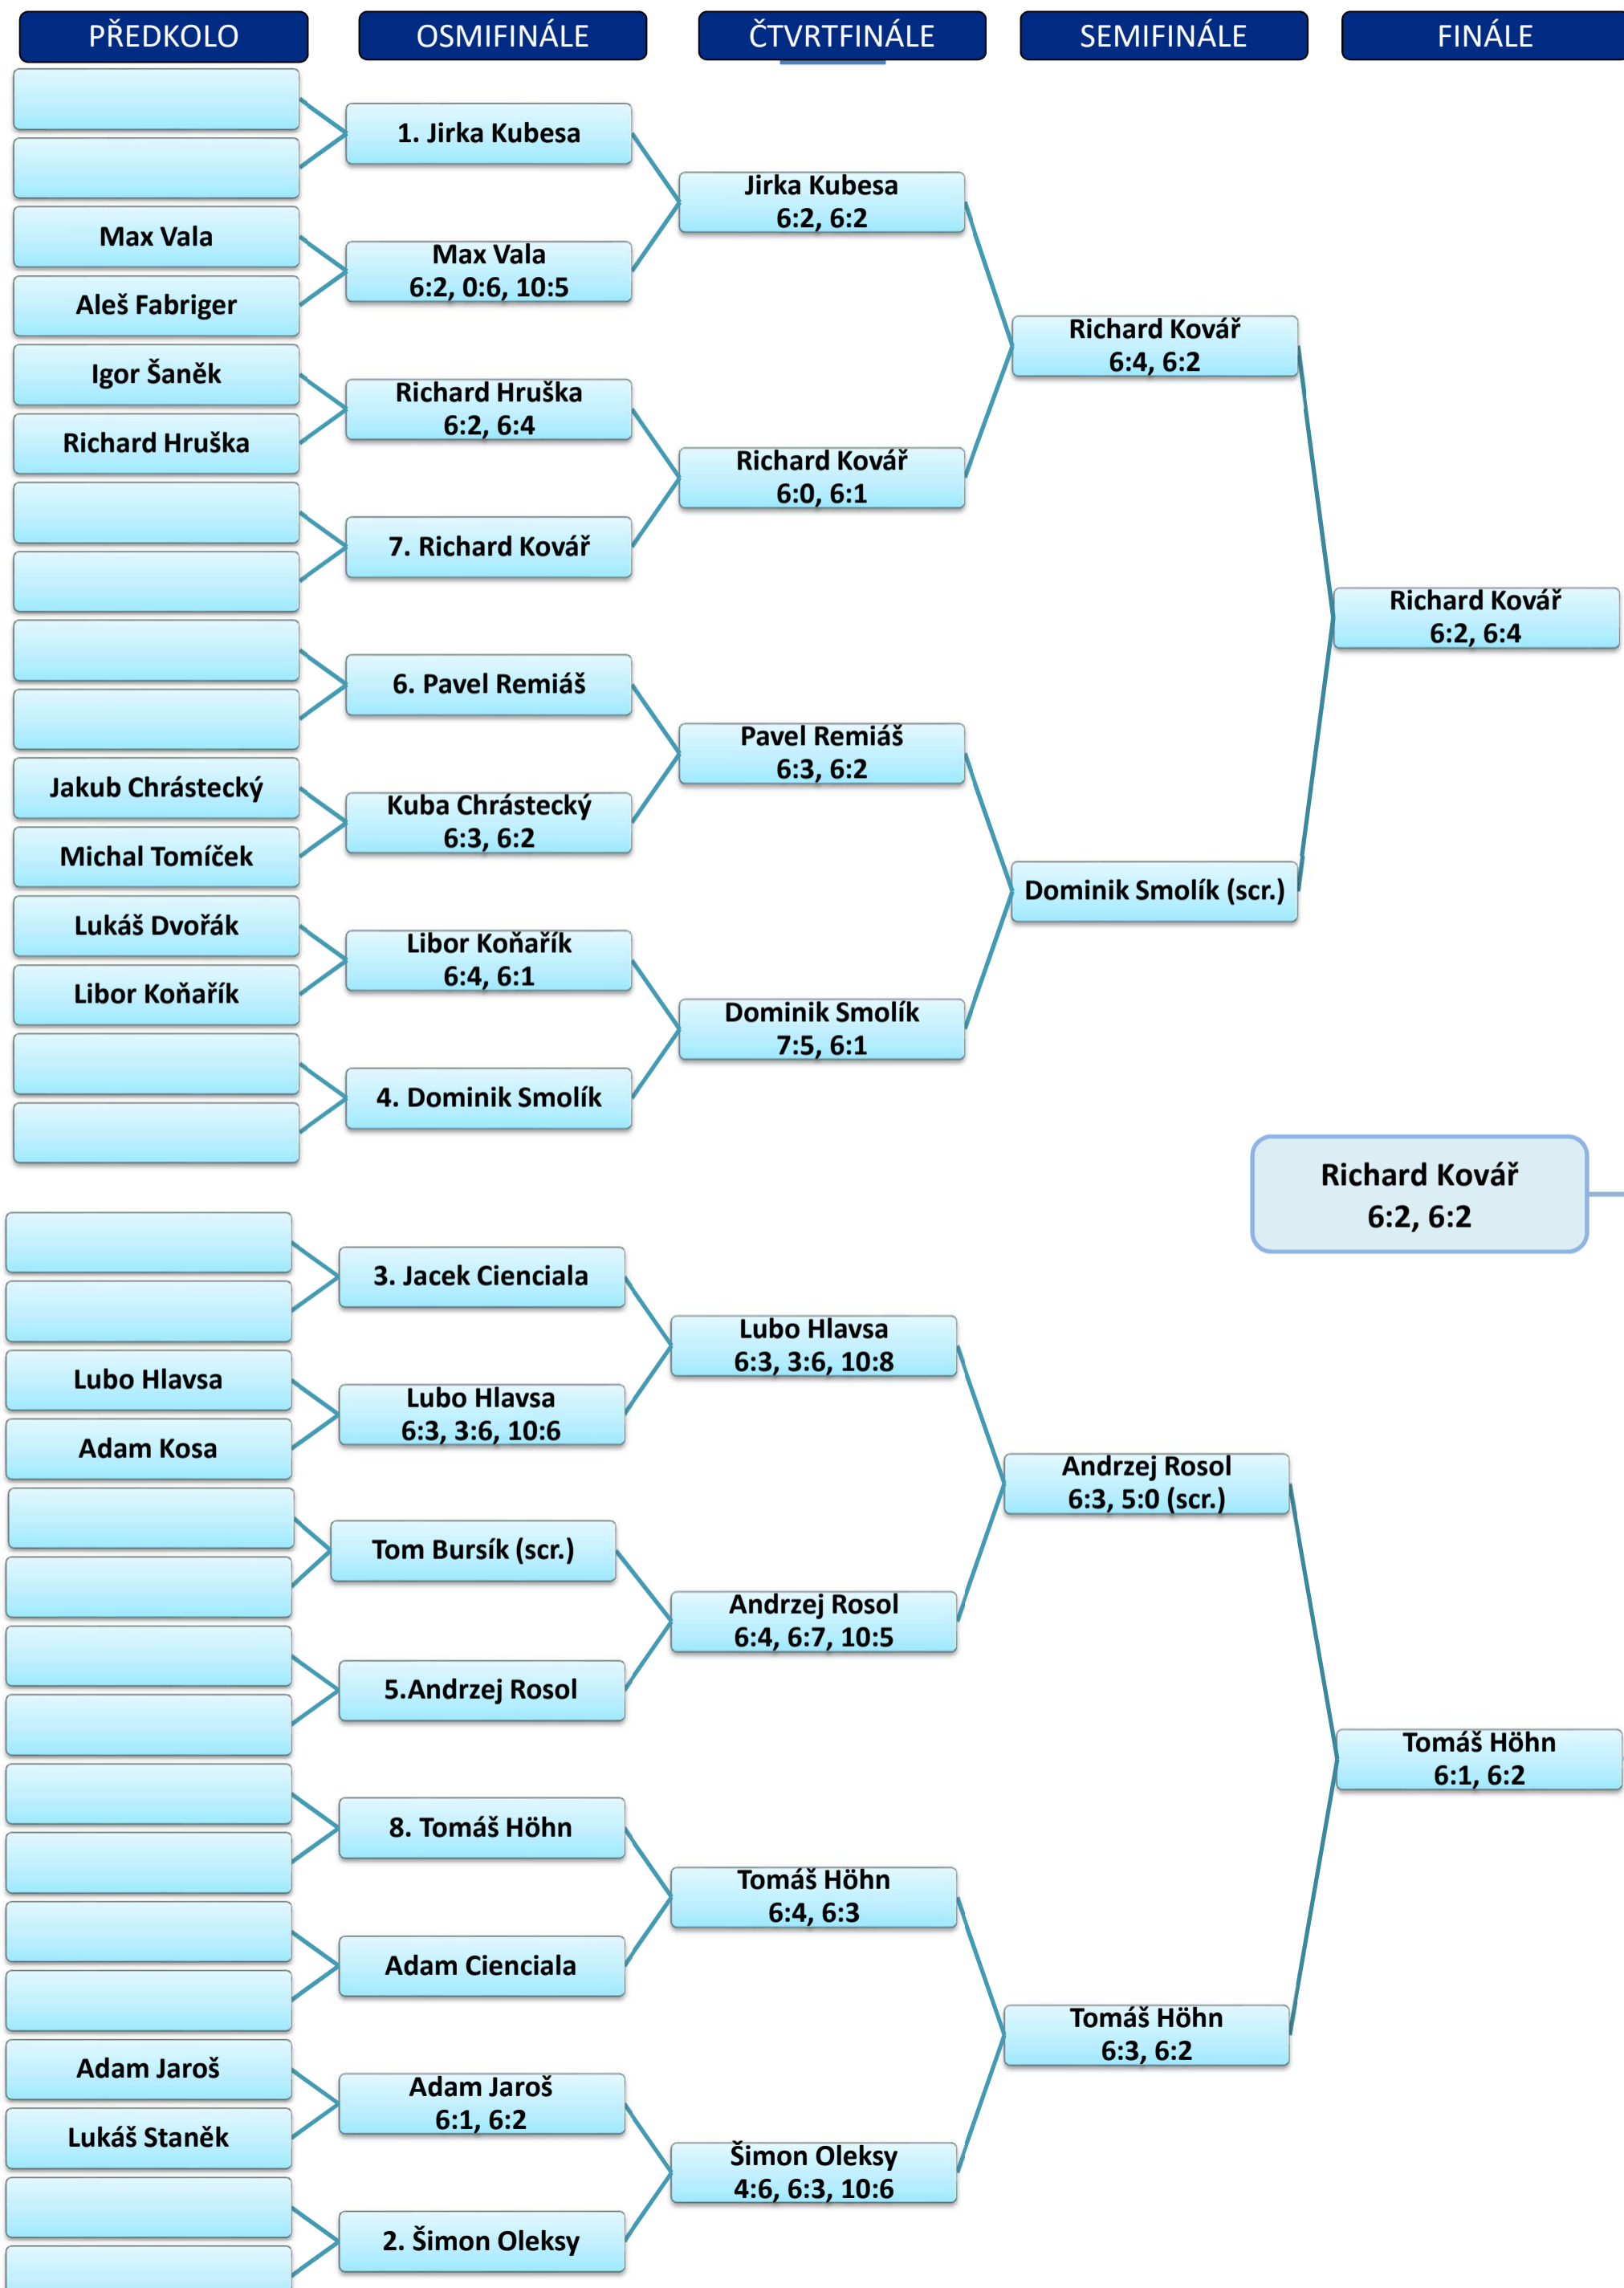 PŘEDKOLO
OSMIFINÁLE
ČTVRTFINÁLE
SEMIFINÁLE
FINÁLE
1. Jirka Kubesa
Jirka Kubesa
6:2, 6:2
Max Vala
Max Vala
6:2, 0:6, 10:5
Aleš Fabriger
Richard Kovář
6:4, 6:2
Igor Šaněk
Richard Hruška
6:2, 6:4
Richard Hruška
Richard Kovář
6:0, 6:1
7. Richard Kovář
Richard Kovář
6:2, 6:4
6. Pavel Remiáš
Pavel Remiáš
6:3, 6:2
Jakub Chrástecký
Kuba Chrástecký
6:3, 6:2
Michal Tomíček
Dominik Smolík (scr.)
Lukáš Dvořák
Libor Koňařík
6:4, 6:1
Libor Koňařík
Dominik Smolík
7:5, 6:1
4. Dominik Smolík
Richard Kovář
6:2, 6:2
3. Jacek Cienciala
Lubo Hlavsa
6:3, 3:6, 10:8
Lubo Hlavsa
Lubo Hlavsa
6:3, 3:6, 10:6
Adam Kosa
Andrzej Rosol
6:3, 5:0 (scr.)
Tom Bursík (scr.)
Andrzej Rosol
6:4, 6:7, 10:5
5.Andrzej Rosol
Tomáš Höhn
6:1, 6:2
8. Tomáš Höhn
Tomáš Höhn
6:4, 6:3
Adam Cienciala
Tomáš Höhn
6:3, 6:2
Adam Jaroš
Adam Jaroš
6:1, 6:2
Lukáš Staněk
Šimon Oleksy
4:6, 6:3, 10:6
2. Šimon Oleksy